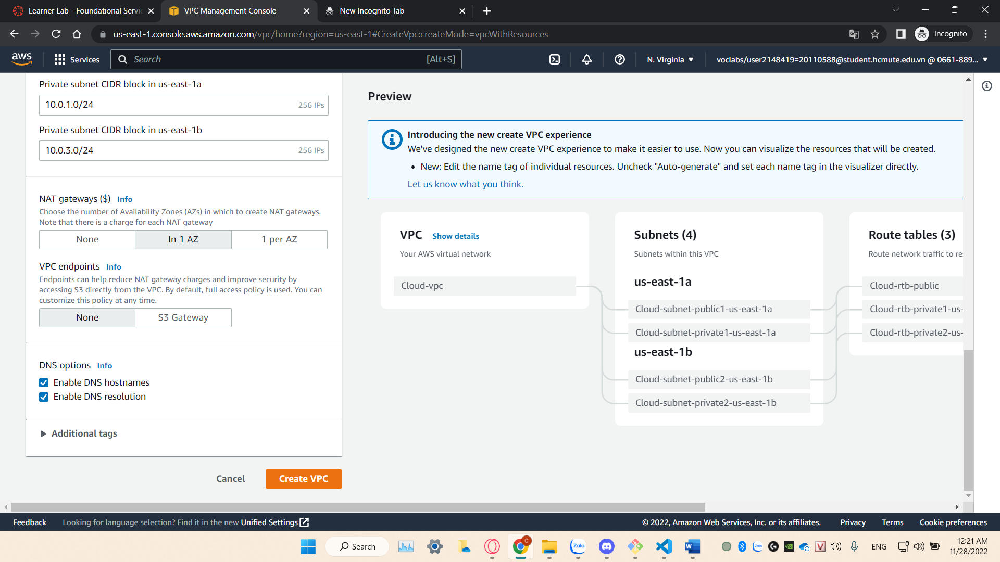 Learner Lab - Foundational Servic
VPC Management Console
New Incognito Tab
us-east-1.console.aws.amazon.com/vpc/home?region=us-east-1#CreateVpc:createMode=vpcWithResources
Incognito
aws
Services
Search
[Alt+S]
N. Virginia
voclabs/user2148419=20110588@student.hcmute.edu.vn @ 0661-889...
Private subnet CIDR block in us-east-1a
10.0.1.0/24
256 IPs
Private subnet CIDR block in us-east-1b
10.0.3.0/24
256 IPs
NAT gateways ($) Info
Choose the number of Availability Zones (AZs) in which to create NAT gateways.
Note that there is a charge for each NAT gateway
None
In 1 AZ
1 per AZ
VPC endpoints Info
Endpoints can help reduce NAT gateway charges and improve security by
accessing S3 directly from the VPC. By default, full access policy is used. You can
customize this policy at any time.
None
S3 Gateway
DNS options Info
Enable DNS hostnames
Enable DNS resolution
Additional tags
Cancel
Create VPC
Preview
Introducing the new create VPC experience
We've designed the new create VPC experience to make it easier to use. Now you can visualize the resources that will be created.
• New: Edit the name tag of individual resources. Uncheck "Auto-generate" and set each name tag in the visualizer directly.
Let us know what you think.
VPC Show details
Your AWS virtual network
Cloud-vpc
Subnets (4)
Subnets within this VPC
us-east-1a
Cloud-subnet-public1-us-east-1a
Cloud-subnet-private1-us-east-1a
us-east-1b
Cloud-subnet-public2-us-east-1b
Cloud-subnet-private2-us-east-1b
Route tables (3)
Route network traffic to re
Cloud-rtb-public
Cloud-rtb-private1-us-
Cloud-rtb-private2-us-
Feedback
Looking for language selection? Find it in the new Unified Settings
© 2022, Amazon Web Services, Inc. or its affiliates.
Privacy
Terms
Cookie preferences
Search
C
Zalo
W
Zalo
V
ENG
12:21 AM
11/28/2022